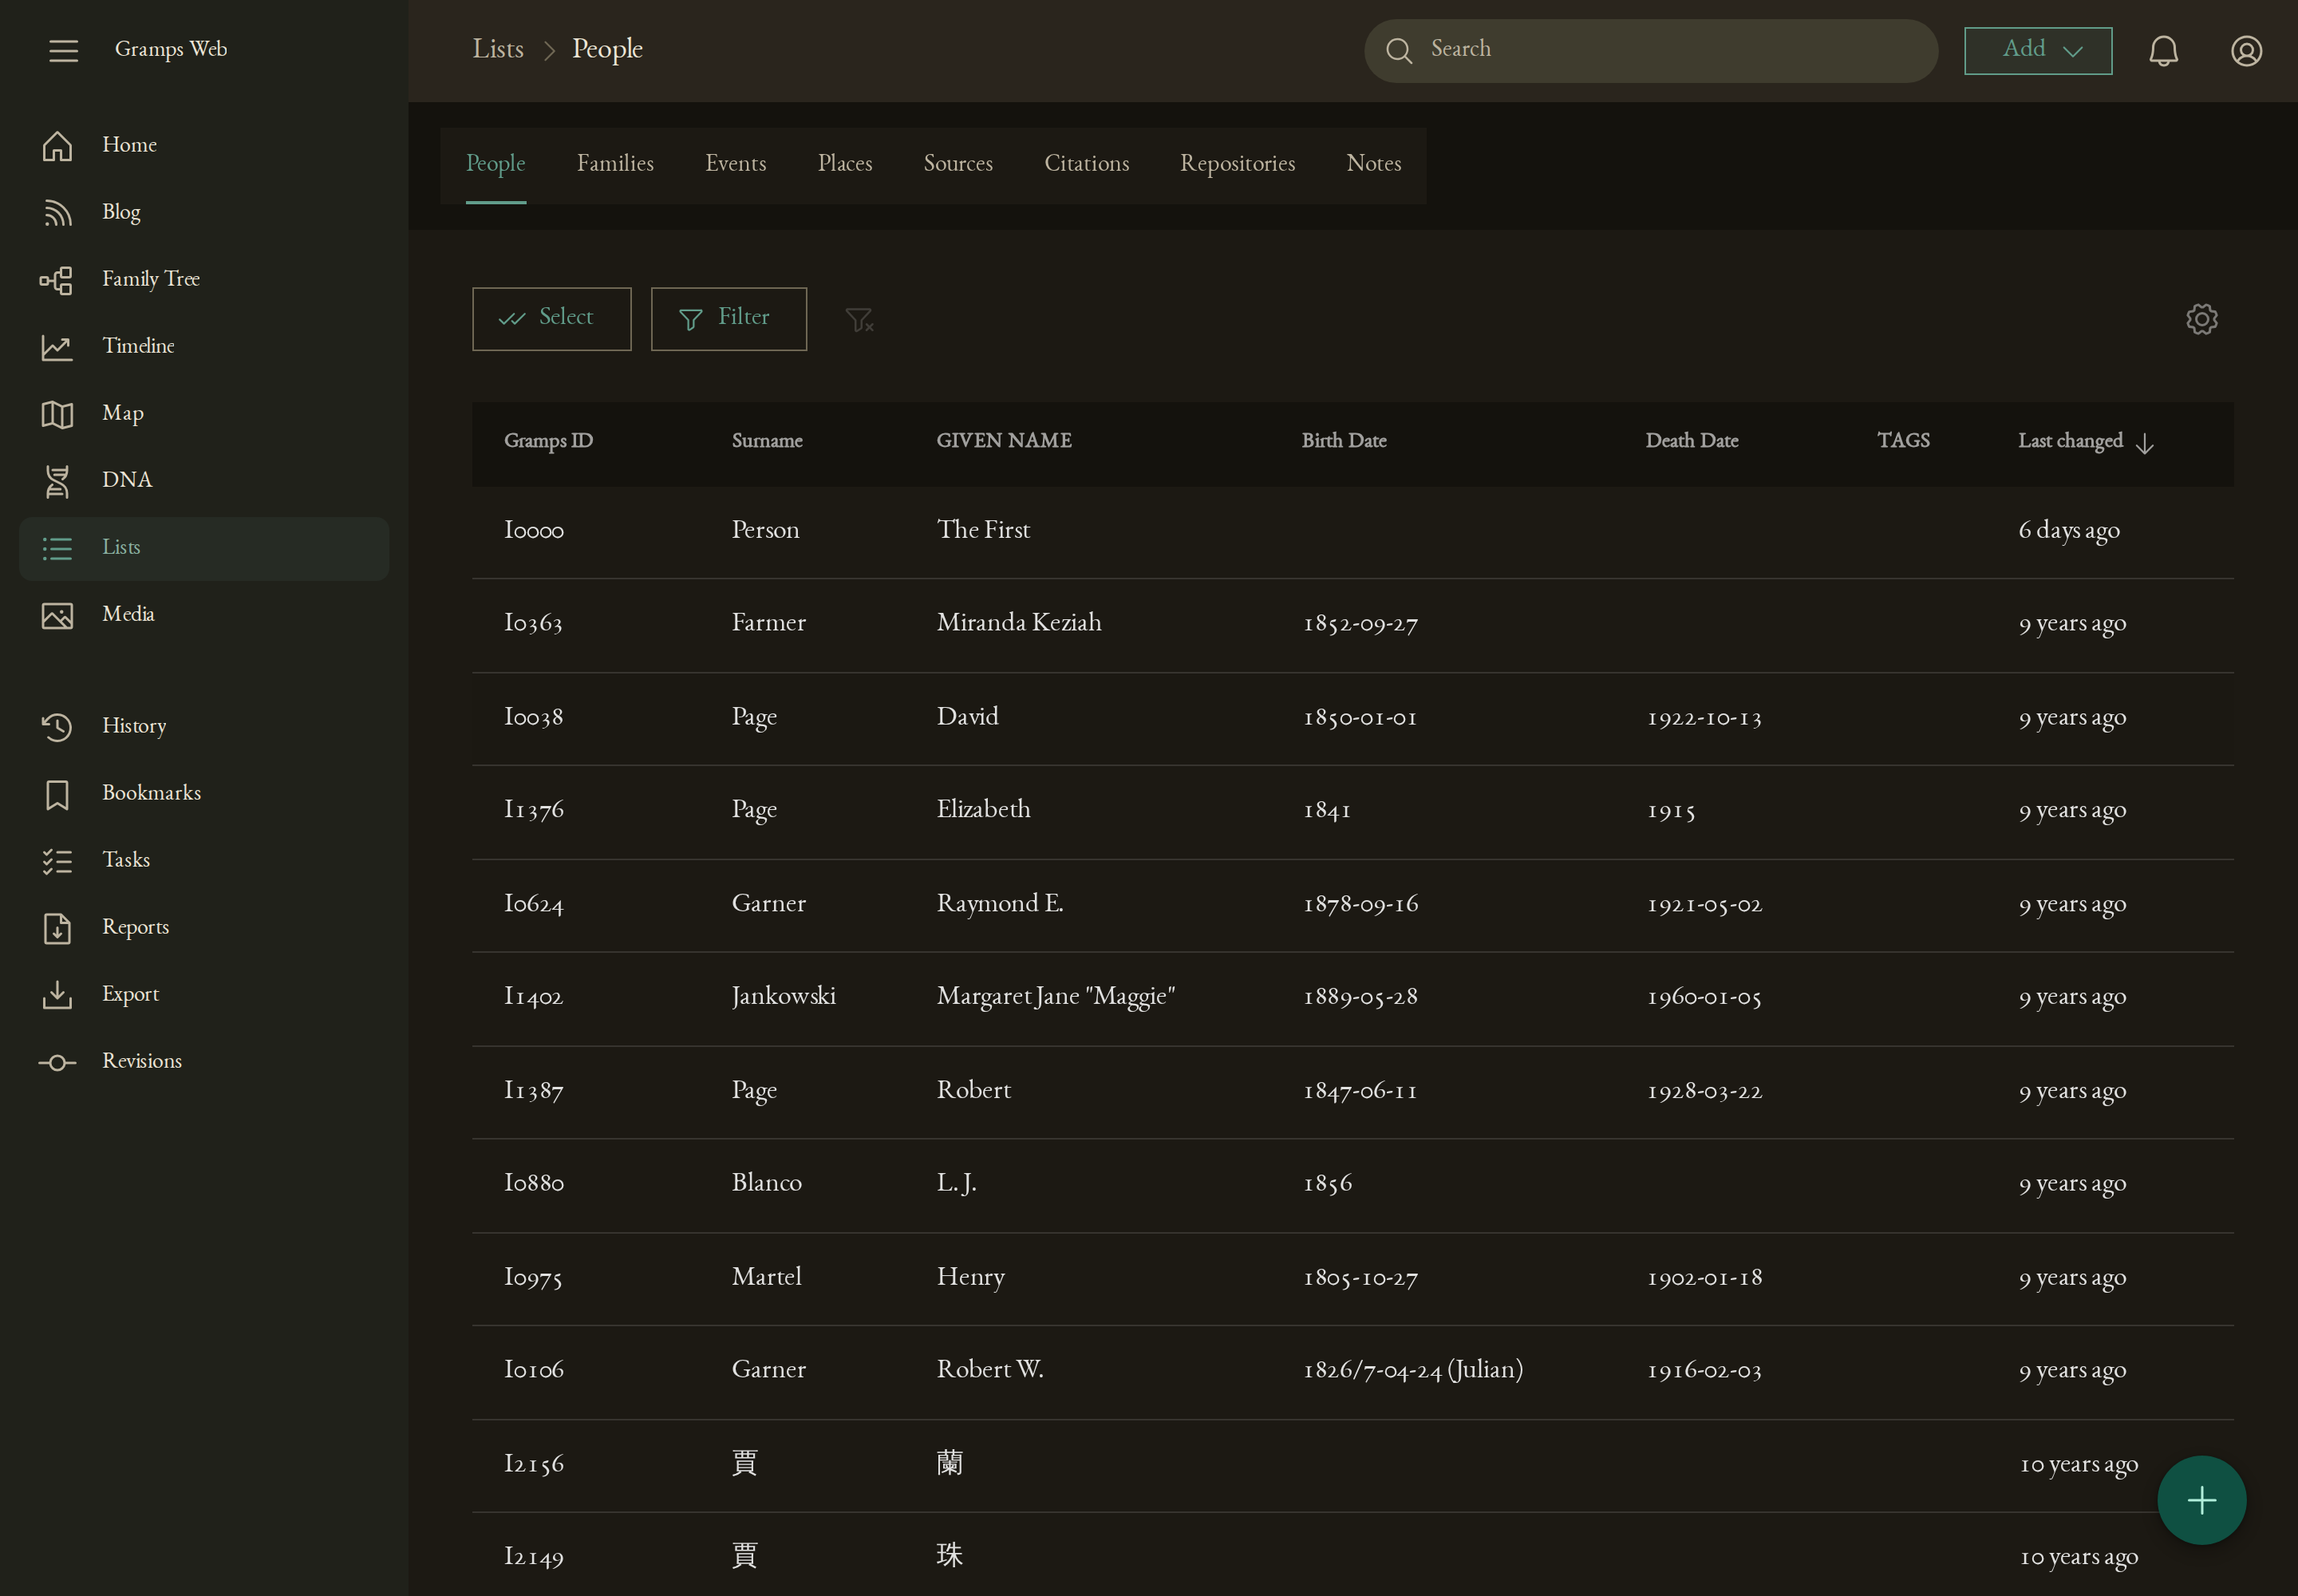 Gramps Web
Lists > People
Search
Add
Home
Blog
Family Tree
Timeline
Map
DNA
Lists
Media
History
Bookmarks
Tasks
Reports
Export
Revisions
People Families Events Places Sources Citations Repositories Notes
Select Filter
Gramps ID Surname GIVEN NAME Birth Date Death Date TAGS Last changed
I0000 Person The First 6 days ago
I0363 Farmer Miranda Keziah 1852-09-27 9 years ago
I0038 Page David 1850-01-01 1922-10-13 9 years ago
I1376 Page Elizabeth 1841 1915 9 years ago
I0624 Garner Raymond E. 1878-09-16 1921-05-02 9 years ago
I1402 Jankowski Margaret Jane "Maggie" 1889-05-28 1960-01-05 9 years ago
I1387 Page Robert 1847-06-11 1928-03-22 9 years ago
I0880 Blanco L. J. 1856 9 years ago
I0975 Martel Henry 1805-10-27 1902-01-18 9 years ago
I0106 Garner Robert W. 1826/7-04-24 (Julian) 1916-02-03 9 years ago
I2156 賈 蘭 10 years ago
I2149 賈 珠 10 years ago